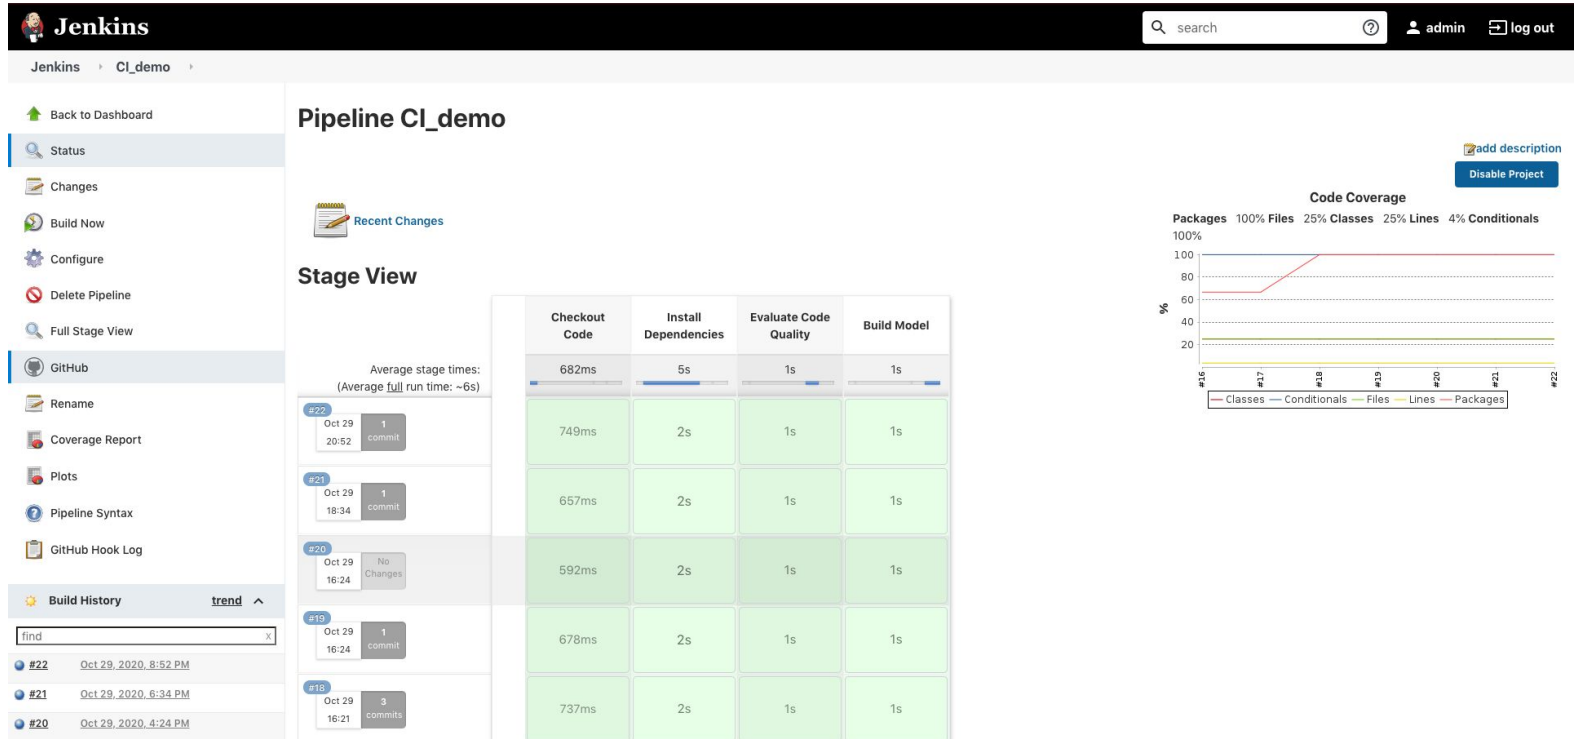 Jenkins
search
admin
log out
Jenkins
CI_demo
Back to Dashboard
Status
Changes
Build Now
Configure
Delete Pipeline
Full Stage View
GitHub
Rename
Coverage Report
Plots
Pipeline Syntax
GitHub Hook Log
Build History
trend
find
x
#22 Oct 29, 2020, 8:52 PM
#21 Oct 29, 2020, 6:34 PM
#20 Oct 29, 2020, 4:24 PM
Pipeline CI_demo
add description
Disable Project
Recent Changes
Stage View
Checkout Code
Install Dependencies
Evaluate Code Quality
Build Model
Average stage times:
(Average full run time: ~6s)
682ms 5s 1s 1s
#22
Oct 29 20:52
1 commit
749ms 2s 1s 1s
#21
Oct 29 18:34
1 commit
657ms 2s 1s 1s
#20
Oct 29 16:24
No Changes
592ms 2s 1s 1s
#19
Oct 29 16:24
1 commit
678ms 2s 1s 1s
#18
Oct 29 16:21
3 commits
737ms 2s 1s 1s
Code Coverage
Packages 100% Files 25% Classes 25% Lines 4% Conditionals
100%
100
80
60
40
20
%
#16 #17 #18 #19 #20 #21 #22
Classes Conditionals Files Lines Packages